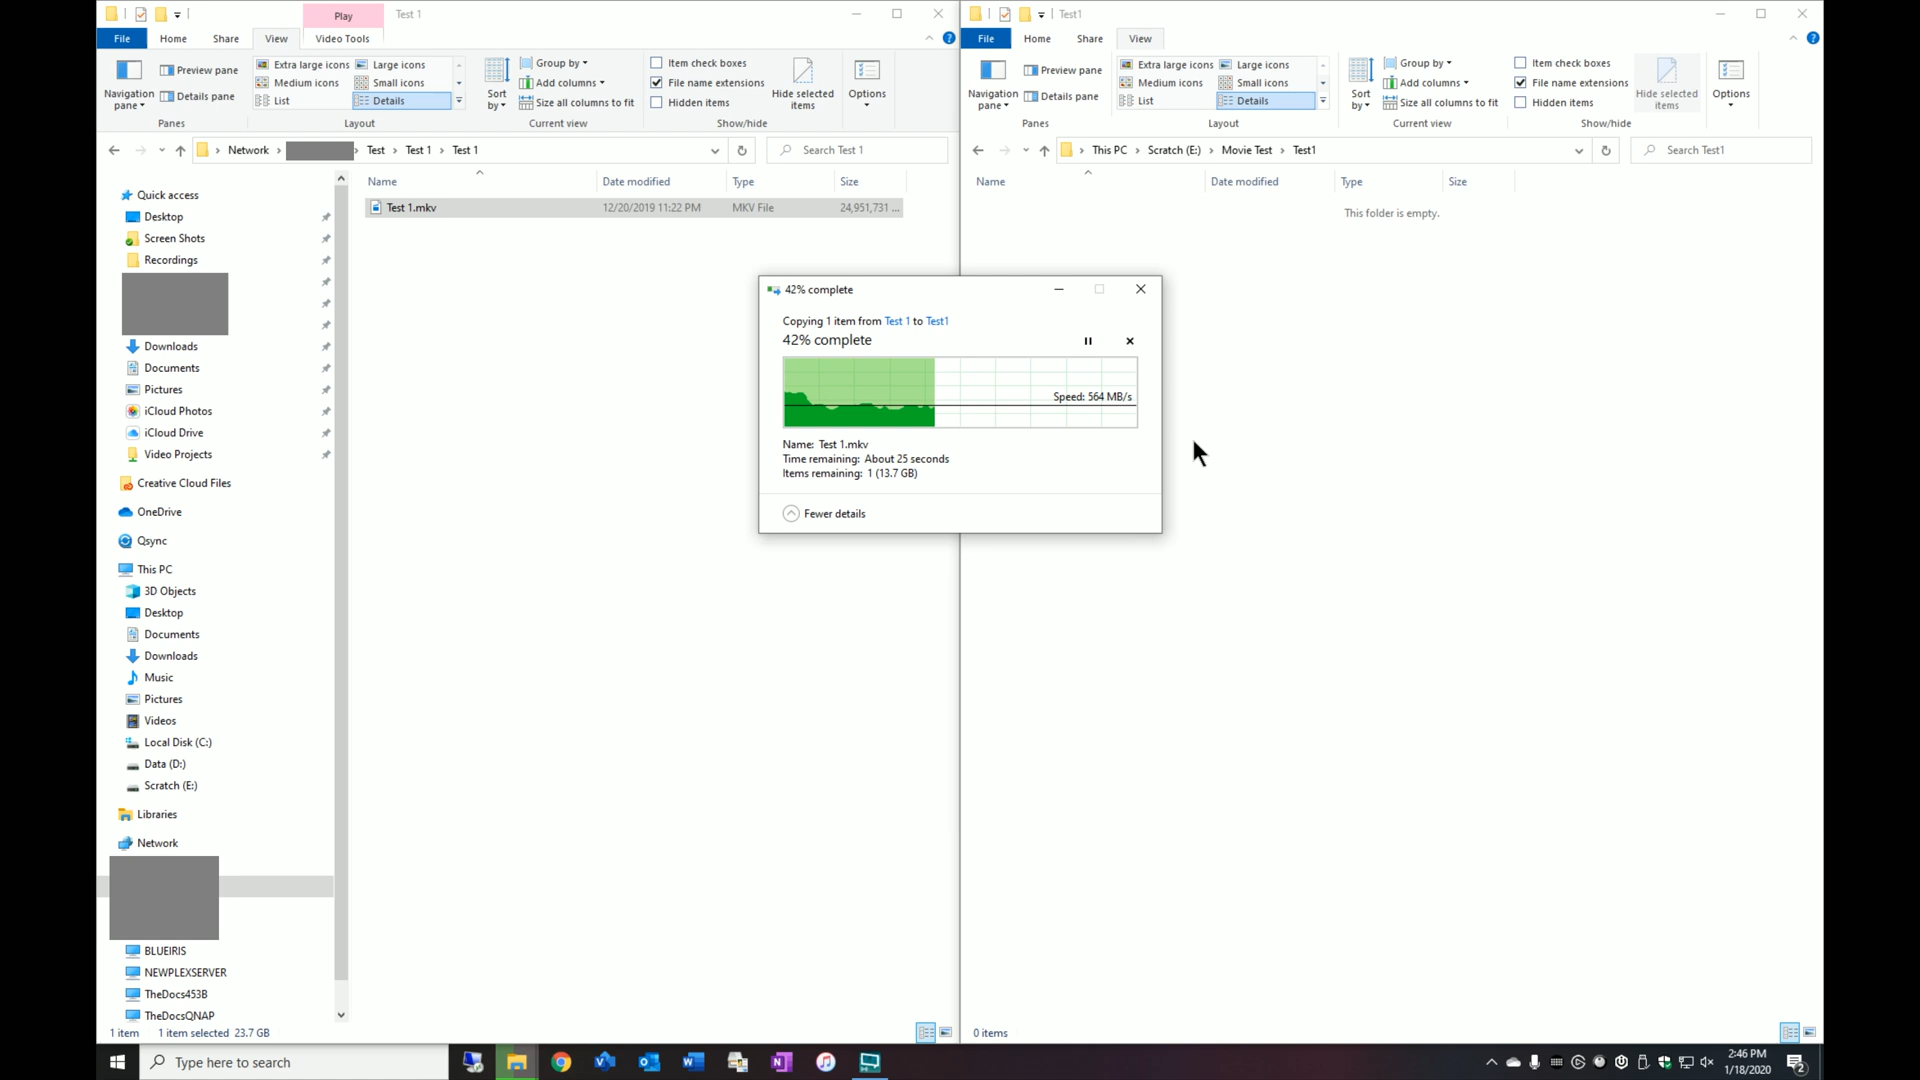 Play
Test 1
File
Home
Share
View
Video Tools
Navigation pane
Preview pane
Details pane
Panes
Extra large icons
Large icons
Medium icons
Small icons
List
Details
Layout
Sort by
Group by
Add columns
Size all columns to fit
Current view
Item check boxes
File name extensions
Hidden items
Hide selected items
Show/hide
Options
Network
Test
Test 1
Test 1
Search Test 1
Quick access
Desktop
Screen Shots
Recordings
Downloads
Documents
Pictures
iCloud Photos
iCloud Drive
Video Projects
Creative Cloud Files
OneDrive
Qsync
This PC
3D Objects
Desktop
Documents
Downloads
Music
Pictures
Videos
Local Disk (C:)
Data (D:)
Scratch (E:)
Libraries
Network
BLUEIRIS
NEWPLEXSERVER
TheDocs453B
TheDocsQNAP
Name
Date modified
Type
Size
Test 1.mkv
12/20/2019 11:22 PM
MKV File
24,951,731 ...
1 item
1 item selected 23.7 GB
Test1
File
Home
Share
View
Navigation pane
Preview pane
Details pane
Panes
Extra large icons
Large icons
Medium icons
Small icons
List
Details
Layout
Sort by
Group by
Add columns
Size all columns to fit
Current view
Item check boxes
File name extensions
Hidden items
Hide selected items
Show/hide
Options
This PC
Scratch (E:)
Movie Test
Test1
Search Test1
Name
Date modified
Type
Size
This folder is empty.
0 items
42% complete
Copying 1 item from Test 1 to Test1
42% complete
Speed: 564 MB/s
Name: Test 1.mkv
Time remaining: About 25 seconds
Items remaining: 1 (13.7 GB)
Fewer details
Type here to search
2:46 PM
1/18/2020
2